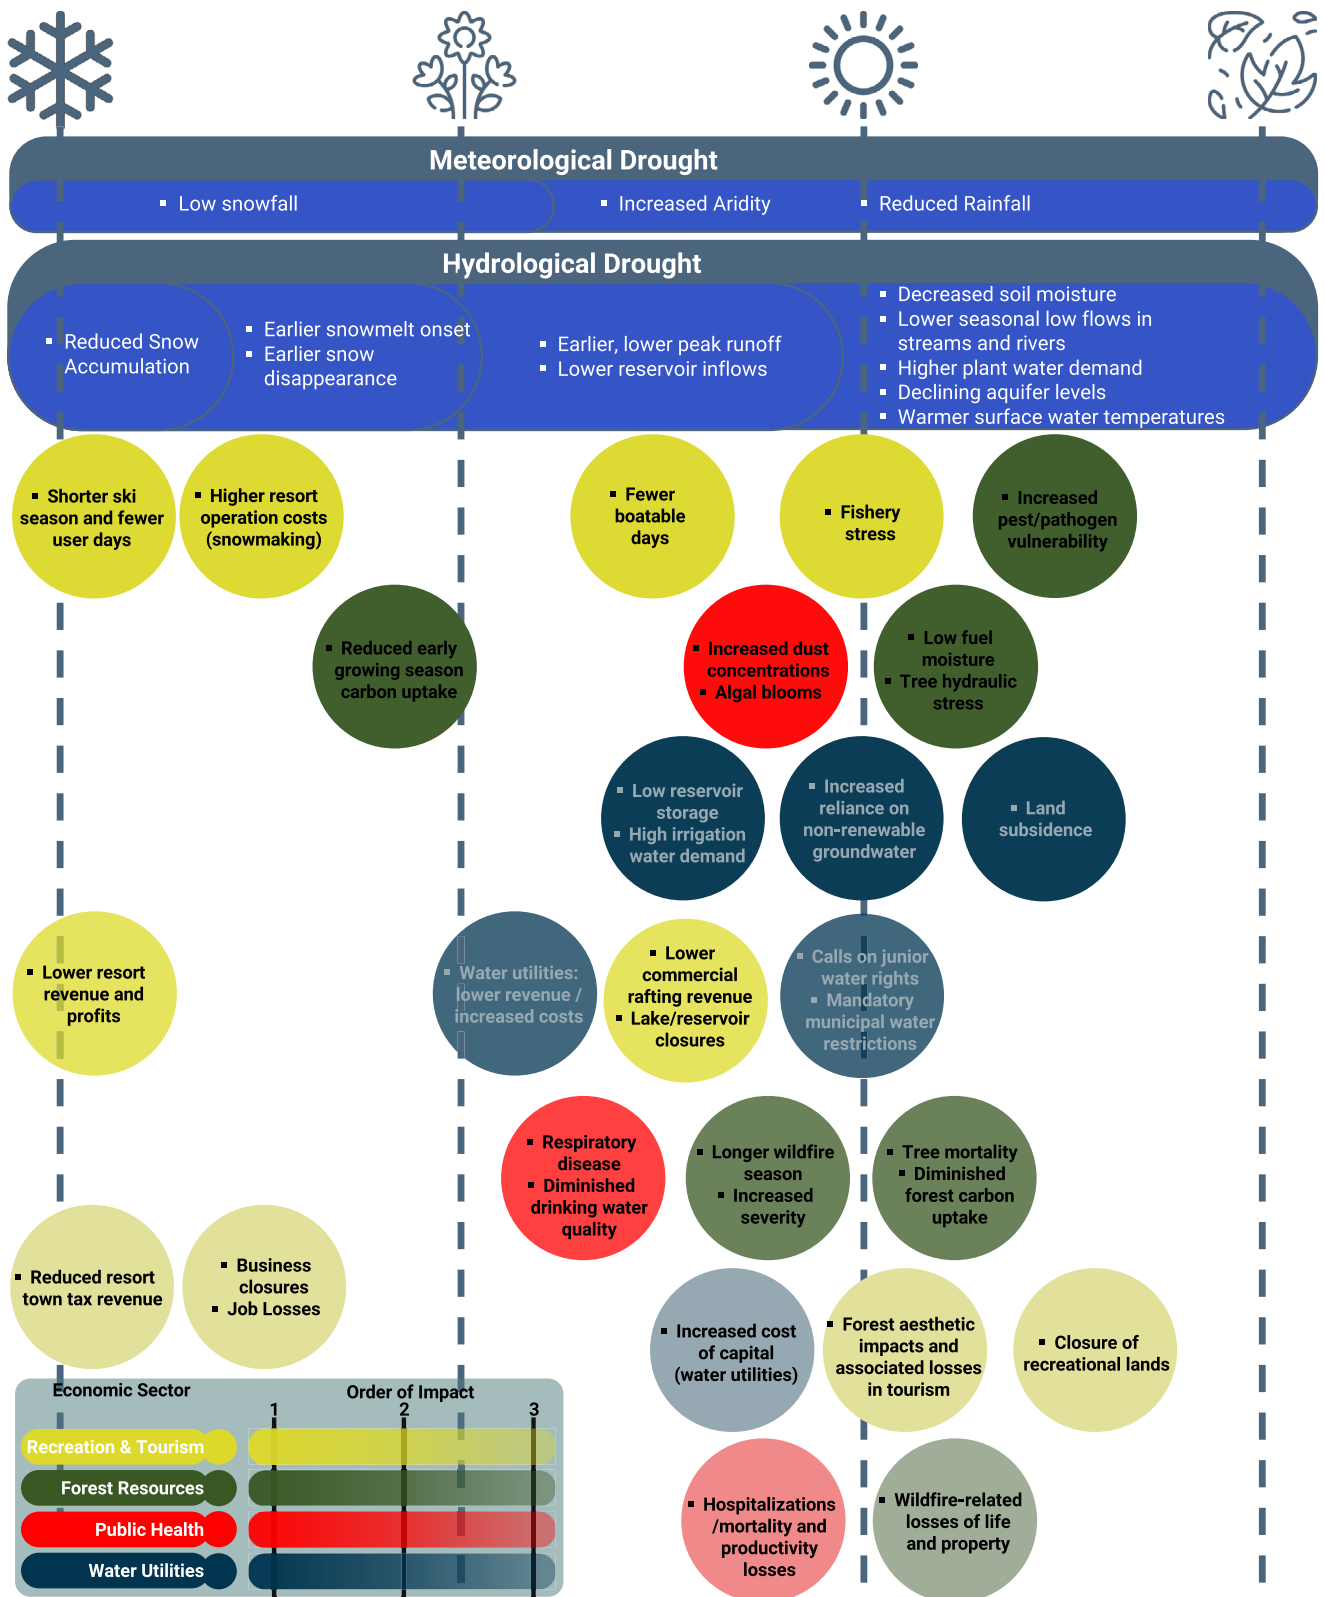 Meteorological Drought
▪ Low snowfall
▪ Increased Aridity
▪ Reduced Rainfall
Hydrological Drought
▪ Reduced Snow
Accumulation
▪ Earlier snowmelt onset
▪ Earlier snow
disappearance
▪ Earlier, lower peak runoff
▪ Lower reservoir inflows
▪ Decreased soil moisture
▪ Lower seasonal low flows in
streams and rivers
▪ Higher plant water demand
▪ Declining aquifer levels
▪ Warmer surface water temperatures
▪ Shorter ski
season and fewer
user days
▪ Higher resort
operation costs
(snowmaking)
▪ Fewer
boatable
days
▪ Fishery
stress
▪ Increased
pest/pathogen
vulnerability
▪ Reduced early
growing season
carbon uptake
▪ Increased dust
concentrations
▪ Algal blooms
▪ Low fuel
moisture
▪ Tree hydraulic
stress
▪ Low reservoir
storage
▪ High irrigation
water demand
▪ Increased
reliance on
non-renewable
groundwater
▪ Land
subsidence
▪ Lower resort
revenue and
profits
▪ Water utilities:
lower revenue /
increased costs
▪ Lower
commercial
rafting revenue
▪ Lake/reservoir
closures
▪ Calls on junior
water rights
▪ Mandatory
municipal water
restrictions
▪ Respiratory
disease
▪ Diminished
drinking water
quality
▪ Longer wildfire
season
▪ Increased
severity
▪ Tree mortality
▪ Diminished
forest carbon
uptake
▪ Reduced resort
town tax revenue
▪ Business
closures
▪ Job Losses
▪ Increased cost
of capital
(water utilities)
▪ Forest aesthetic
impacts and
associated losses
in tourism
▪ Closure of
recreational lands
▪ Hospitalizations
/mortality and
productivity
losses
▪ Wildfire-related
losses of life
and property
Economic Sector
Order of Impact
1 2 3
Recreation & Tourism
Forest Resources
Public Health
Water Utilities